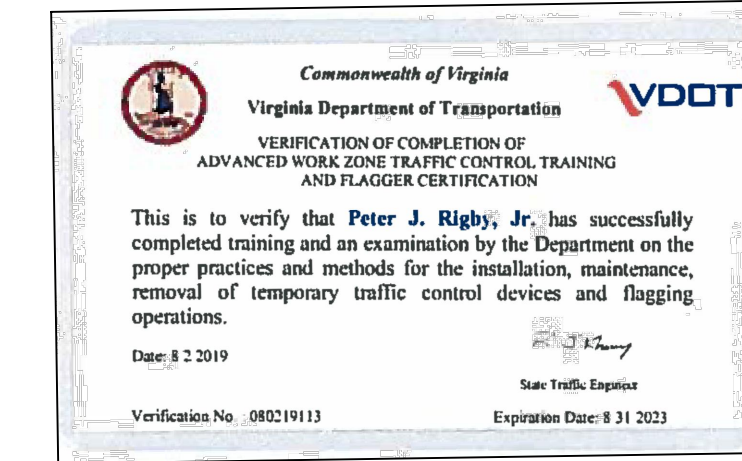 Commonwealth of Virginia
VDOT
Virginia Department of Transportation
VERIFICATION OF COMPLETION OF
ADVANCED WORK ZONE TRAFFIC CONTROL TRAINING
AND FLAGGER CERTIFICATION
This is to verify that Peter J. Rigby, Jr. has successfully
completed training and an examination by the Department on the
proper practices and methods for the installation, maintenance,
removal of temporary traffic control devices and flagging
operations.
Date: 8 2 2019
State Traffic Engineer
Verification No 080219113
Expiration Date: 8 31 2023